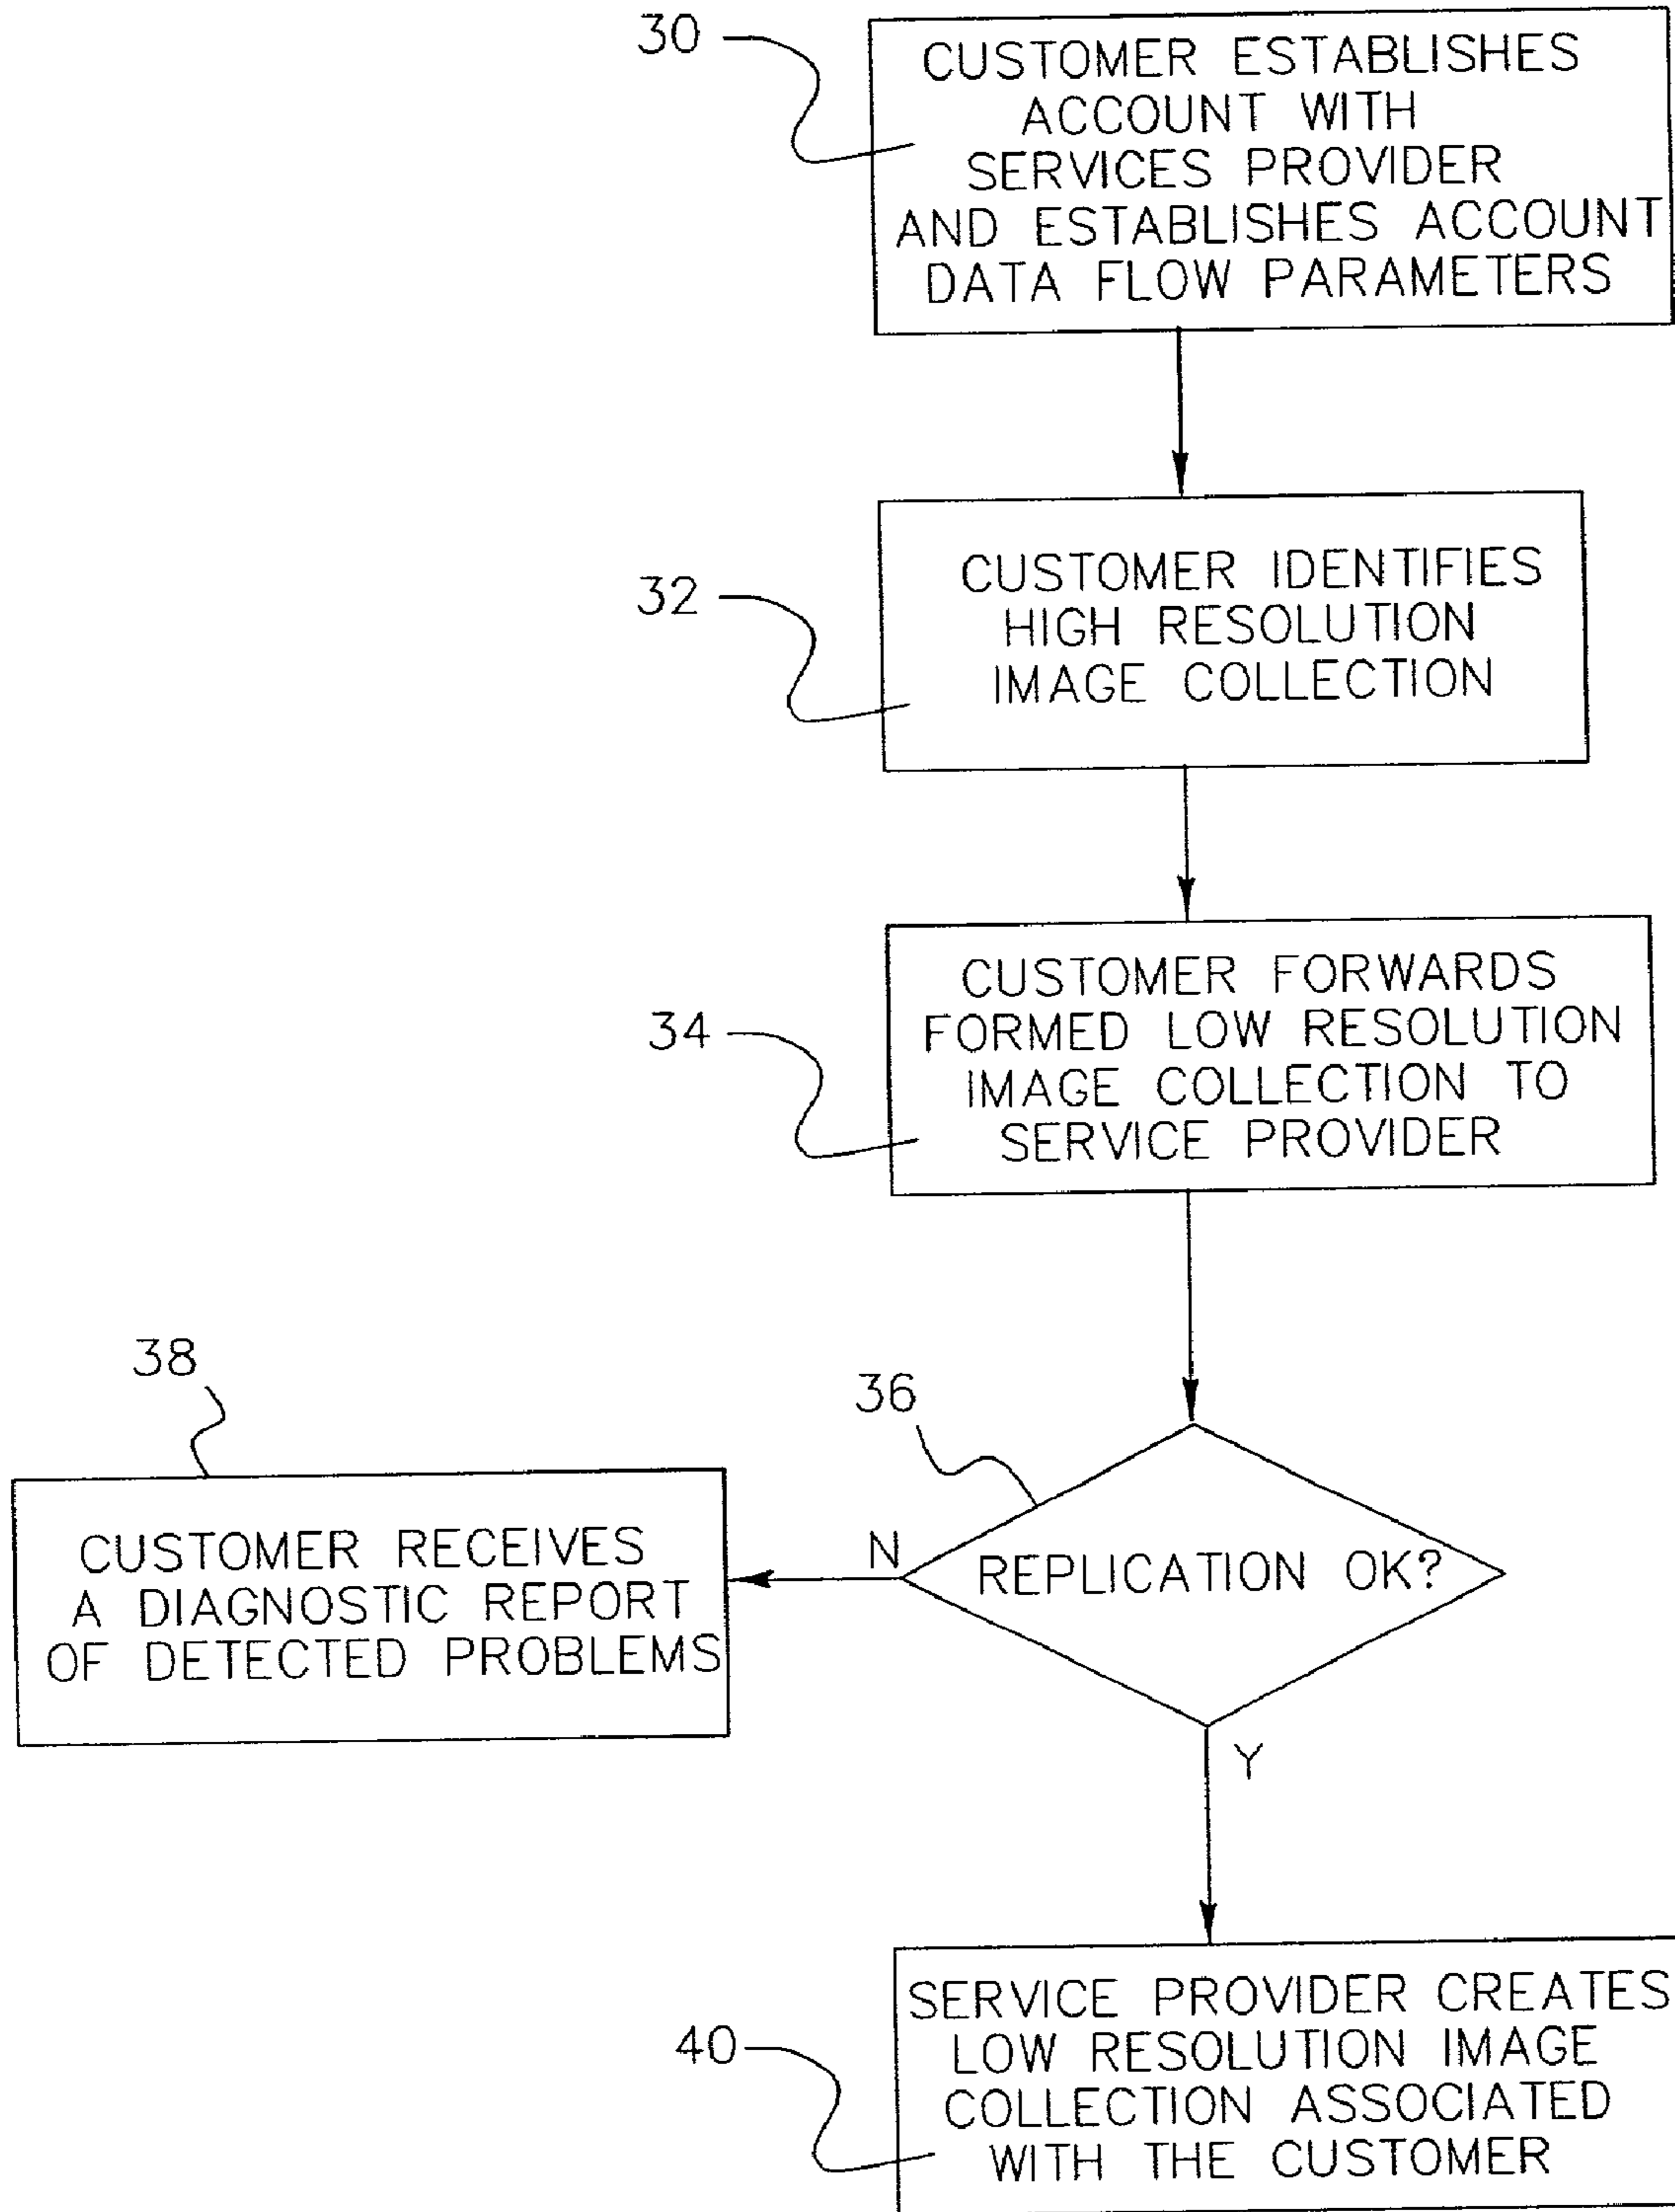 30
CUSTOMER ESTABLISHES
ACCOUNT WITH
SERVICES PROVIDER
AND ESTABLISHES ACCOUNT
DATA FLOW PARAMETERS
32
CUSTOMER IDENTIFIES
HIGH RESOLUTION
IMAGE COLLECTION
34
CUSTOMER FORWARDS
FORMED LOW RESOLUTION
IMAGE COLLECTION TO
SERVICE PROVIDER
36
REPLICATION OK?
N
38
CUSTOMER RECEIVES
A DIAGNOSTIC REPORT
OF DETECTED PROBLEMS
Y
40
SERVICE PROVIDER CREATES
LOW RESOLUTION IMAGE
COLLECTION ASSOCIATED
WITH THE CUSTOMER